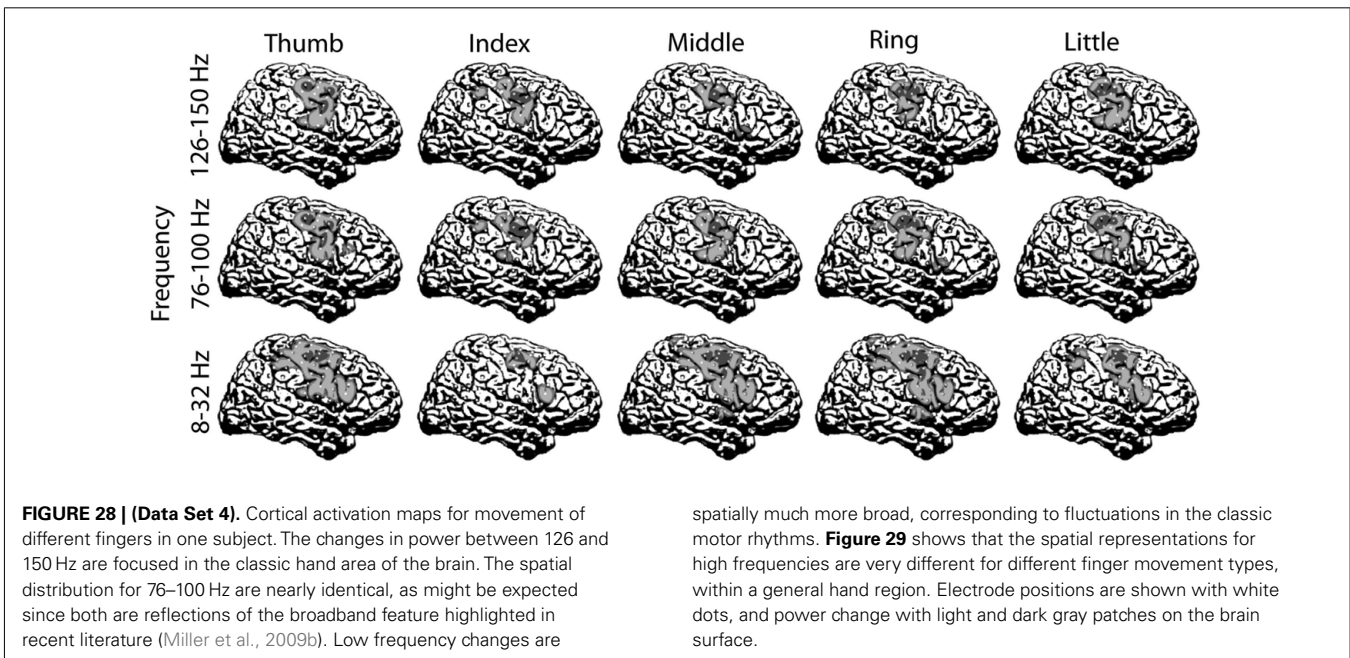 Thumb Index Middle Ring Little
Frequency
126-150 Hz
76-100 Hz
8-32 Hz
FIGURE 28 | (Data Set 4). Cortical activation maps for movement of
different fingers in one subject. The changes in power between 126 and
150 Hz are focused in the classic hand area of the brain. The spatial
distribution for 76–100 Hz are nearly identical, as might be expected
since both are reflections of the broadband feature highlighted in
recent literature (Miller et al., 2009b). Low frequency changes are
spatially much more broad, corresponding to fluctuations in the classic
motor rhythms. Figure 29 shows that the spatial representations for
high frequencies are very different for different finger movement types,
within a general hand region. Electrode positions are shown with white
dots, and power change with light and dark gray patches on the brain
surface.